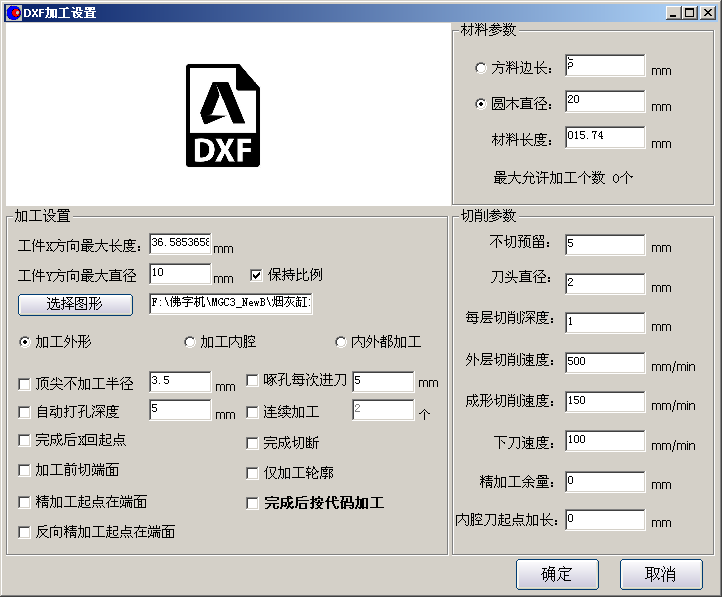 DXF加工设置
DXF
材料参数
方料边长: mm
圆木直径: 20 mm
材料长度: 015.74 mm
最大允许加工个数 0个
加工设置
工件X方向最大长度: 36.5853658 mm
工件Y方向最大直径 10 mm 保持比例
选择图形 F:\佛字机\MGC3_NewB\烟灰缸:
加工外形 加工内腔 内外都加工
顶尖不加工半径 3.5 mm 啄孔每次进刀 5 mm
自动打孔深度 5 mm 连续加工 2 个
完成后X回起点 完成切断
加工前切端面 仅加工轮廓
精加工起点在端面 完成后按代码加工
反向精加工起点在端面
切削参数
不切预留: 5 mm
刀头直径: 2 mm
每层切削深度: 1 mm
外层切削速度: 500 mm/min
成形切削速度: 150 mm/min
下刀速度: 100 mm/min
精加工余量: 0 mm
内腔刀起点加长: 0 mm
确定 取消